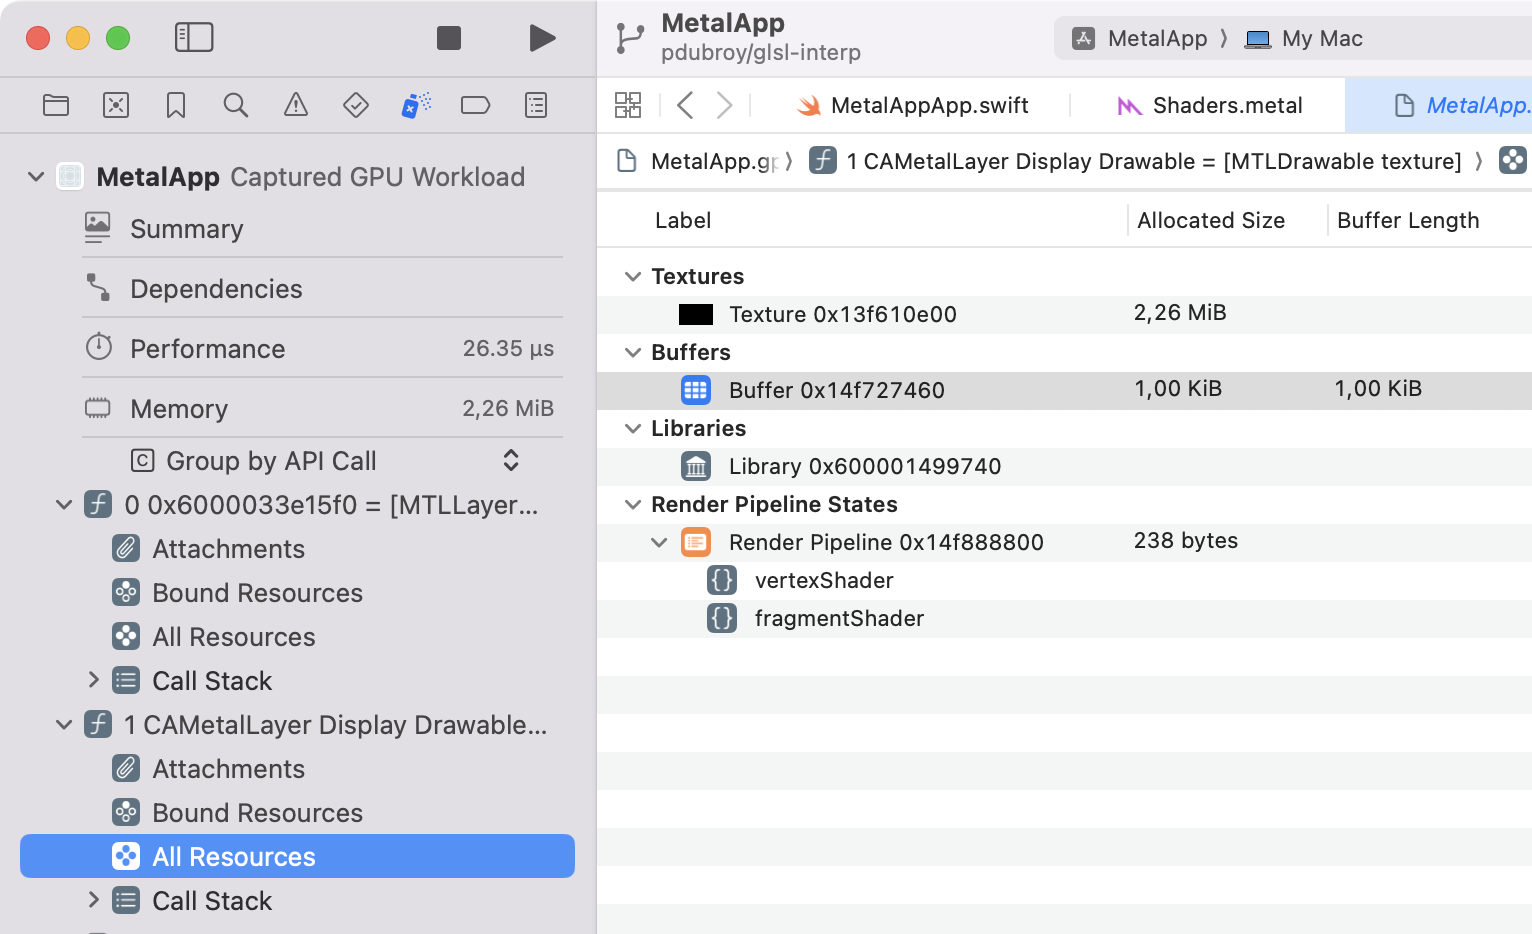 MetalApp
pdubroy/glsl-interp
MetalApp 〉 My Mac
MetalAppApp.swift
Shaders.metal
MetalApp.
MetalApp.gp 〉 f 1 CAMetalLayer Display Drawable = [MTLDrawable texture] 〉
MetalApp Captured GPU Workload
Summary
Dependencies
Performance 26.35 µs
Memory 2,26 MiB
C Group by API Call
f 0 0x6000033e15f0 = [MTLLayer...
Attachments
Bound Resources
All Resources
Call Stack
f 1 CAMetalLayer Display Drawable...
Attachments
Bound Resources
All Resources
Call Stack
Label Allocated Size Buffer Length
Textures
Texture 0x13f610e00 2,26 MiB
Buffers
Buffer 0x14f727460 1,00 KiB 1,00 KiB
Libraries
Library 0x600001499740
Render Pipeline States
Render Pipeline 0x14f888800 238 bytes
{} vertexShader
{} fragmentShader